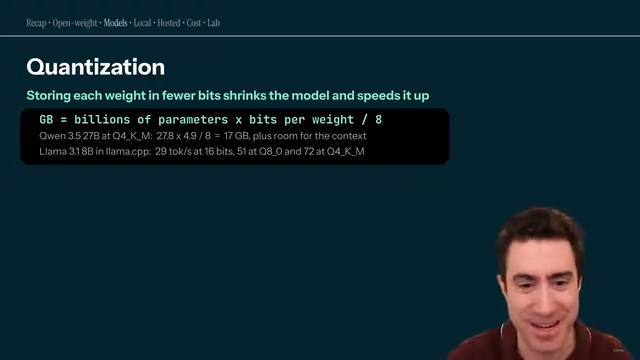 Recap • Open-weight • Models • Local • Hosted • Cost • Lab
Quantization
Storing each weight in fewer bits shrinks the model and speeds it up
GB = billions of parameters x bits per weight / 8
Qwen 3.5 27B at Q4_K_M: 27.8 x 4.9 / 8 = 17 GB, plus room for the context
Llama 3.1 8B in llama.cpp: 29 tok/s at 16 bits, 51 at Q8_0 and 72 at Q4_K_M